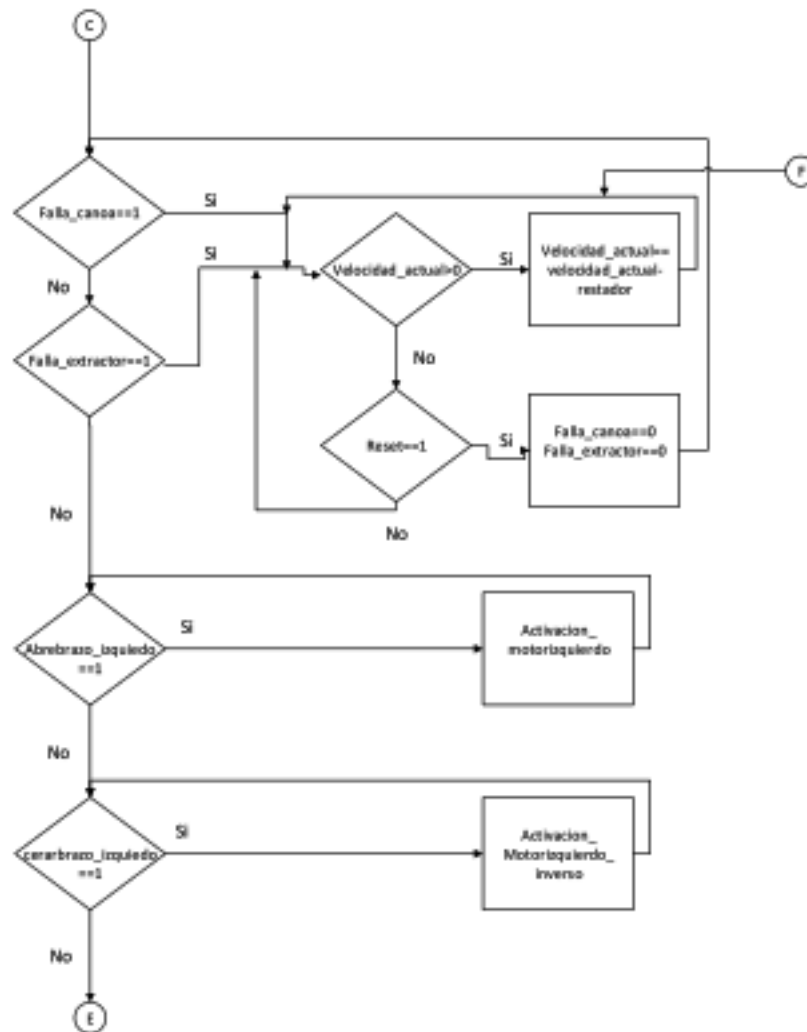 C
F
Falla_canoa==1
Si
Velocidad_actual>0
Si
Velocidad_actual==
velocidad_actual-
restador
Si
No
Falla_extractor==1
No
Reset==1
Si
Falla_canoa==0
Falla_extractor==0
No
No
Abrebrazo_izquiedo
==1
Si
Activacion_
motorizquierdo
No
cerarbrazo_izquiedo
==1
Si
Activacion_
Motorizquierdo_
inverso
No
E